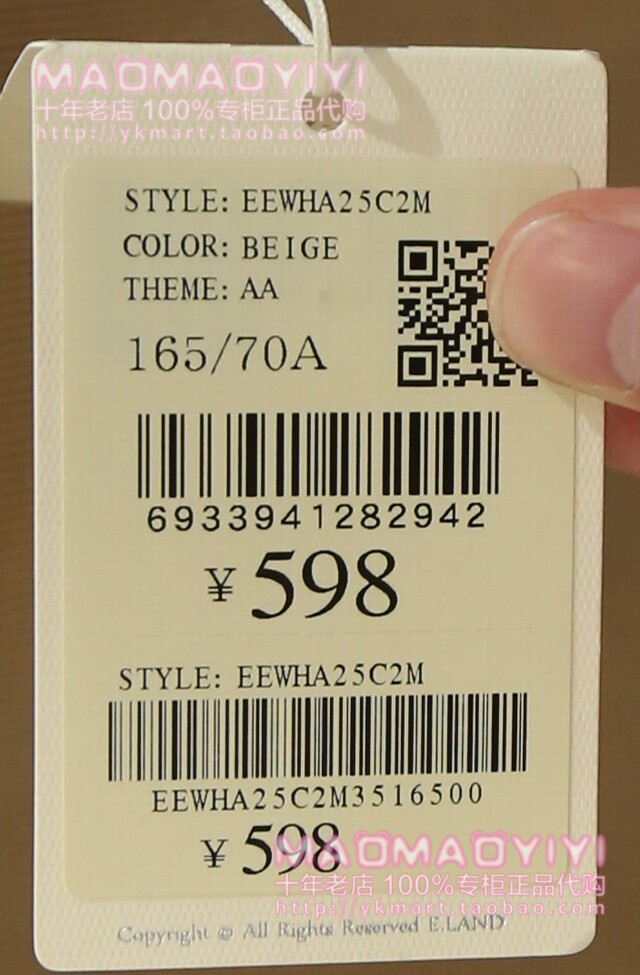 MAOMAOYIYI
十年老店 100%专柜正品代购
http://ykmart.taobao.com
STYLE: EEWHA25C2M
COLOR: BEIGE
THEME: AA
165/70A
6933941282942
¥ 598
STYLE: EEWHA25C2M
EEWHA25C2M3516500
¥ 598
MAOMAOYIYI
十年老店 100%专柜正品代购
http://ykmart.taobao.com
Copyright © All Rights Reserved E.LAND